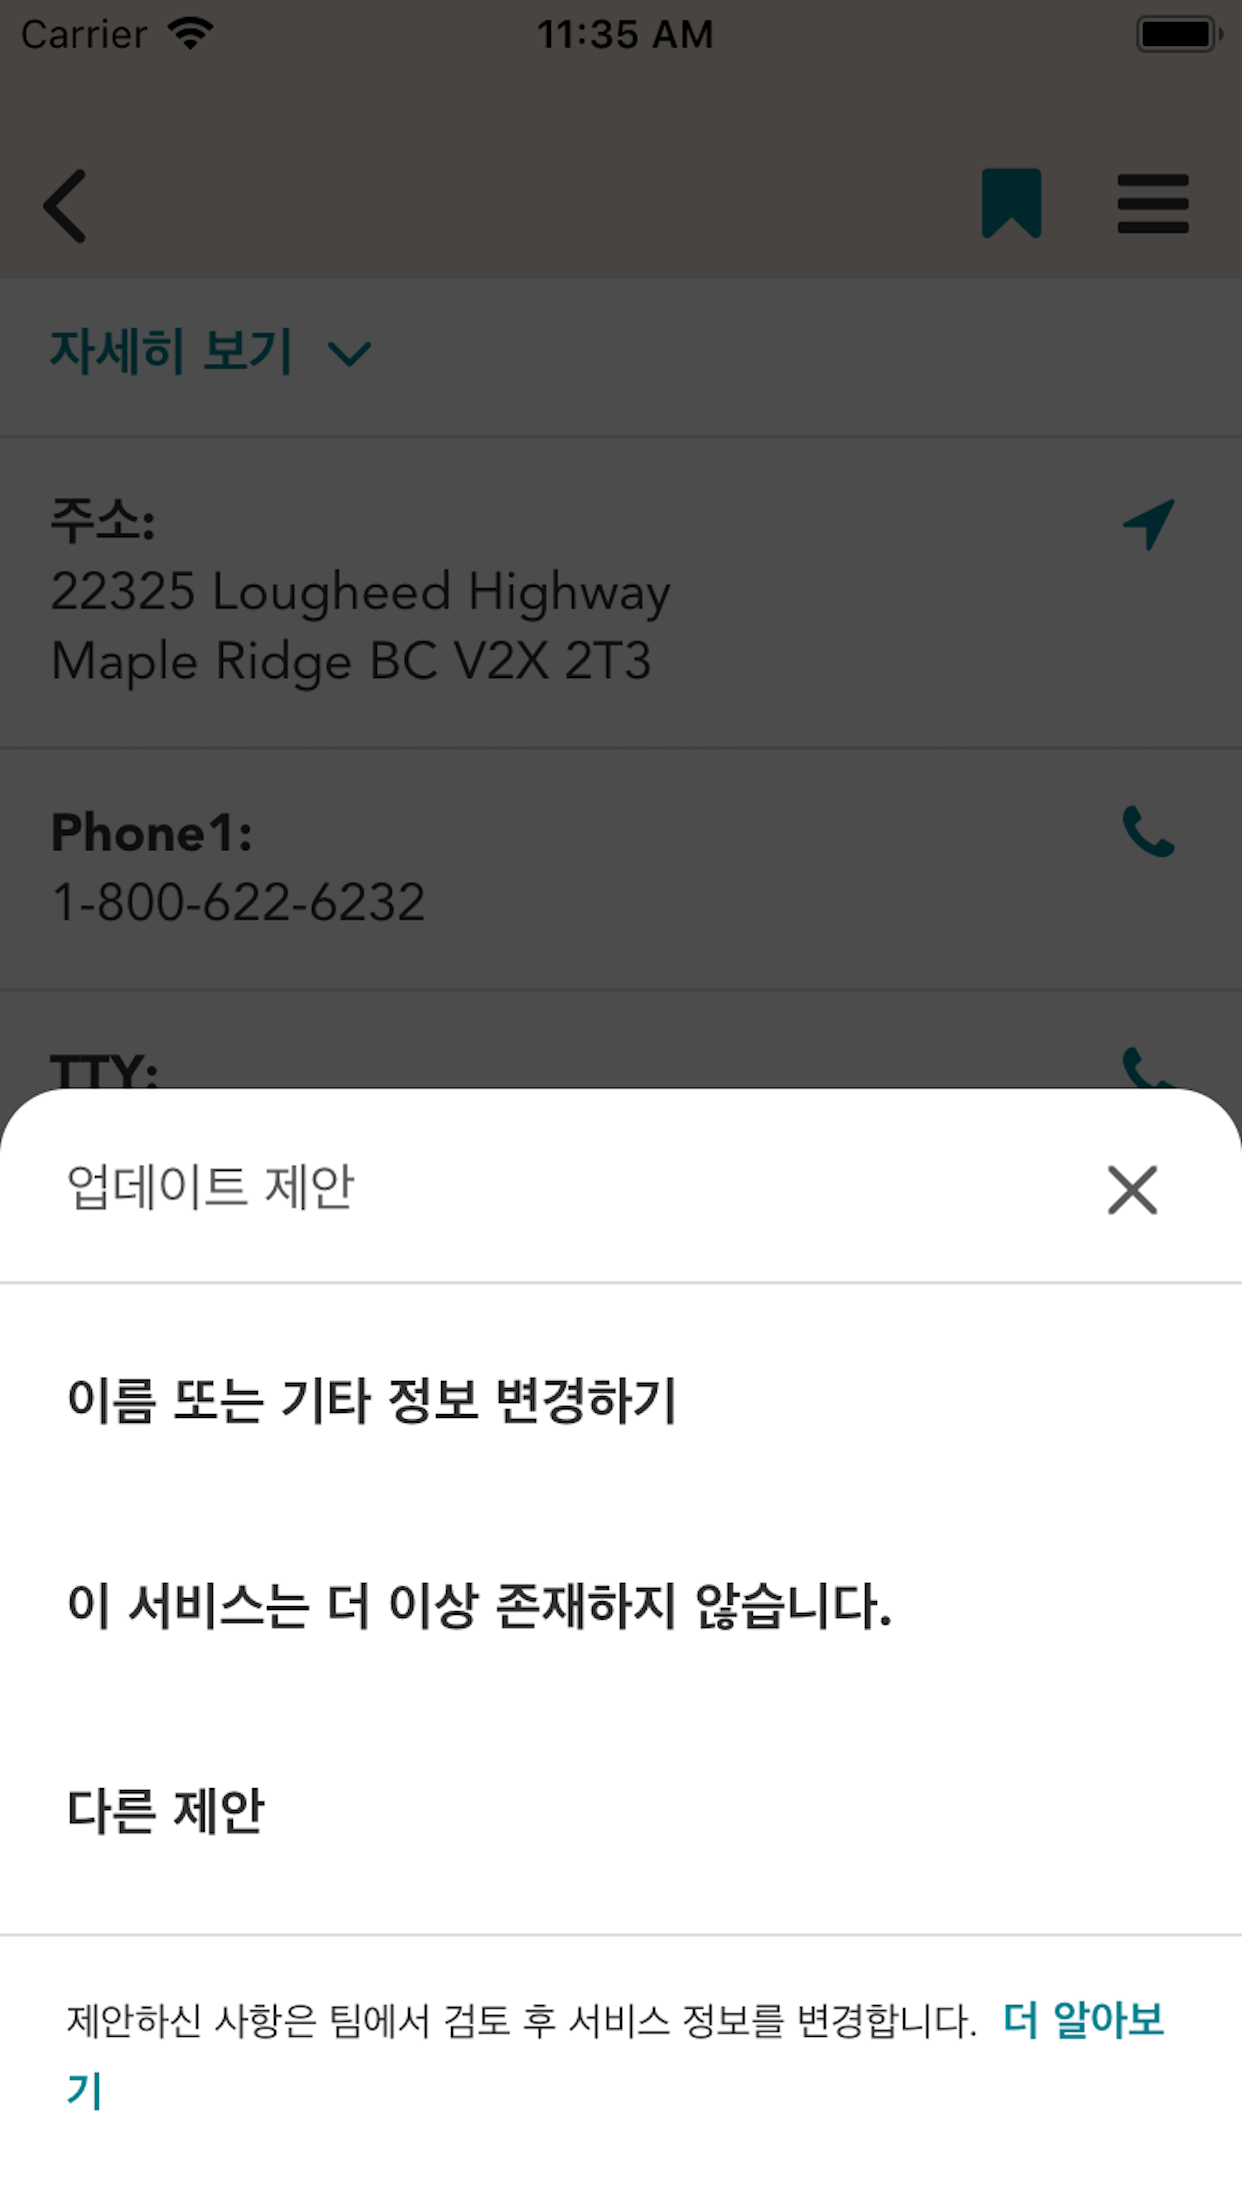 Carrier
11:35 AM
자세히 보기
주소:
22325 Lougheed Highway
Maple Ridge BC V2X 2T3
Phone1:
1-800-622-6232
TTY:
업데이트 제안
이름 또는 기타 정보 변경하기
이 서비스는 더 이상 존재하지 않습니다.
다른 제안
제안하신 사항은 팀에서 검토 후 서비스 정보를 변경합니다. 더 알아보
기